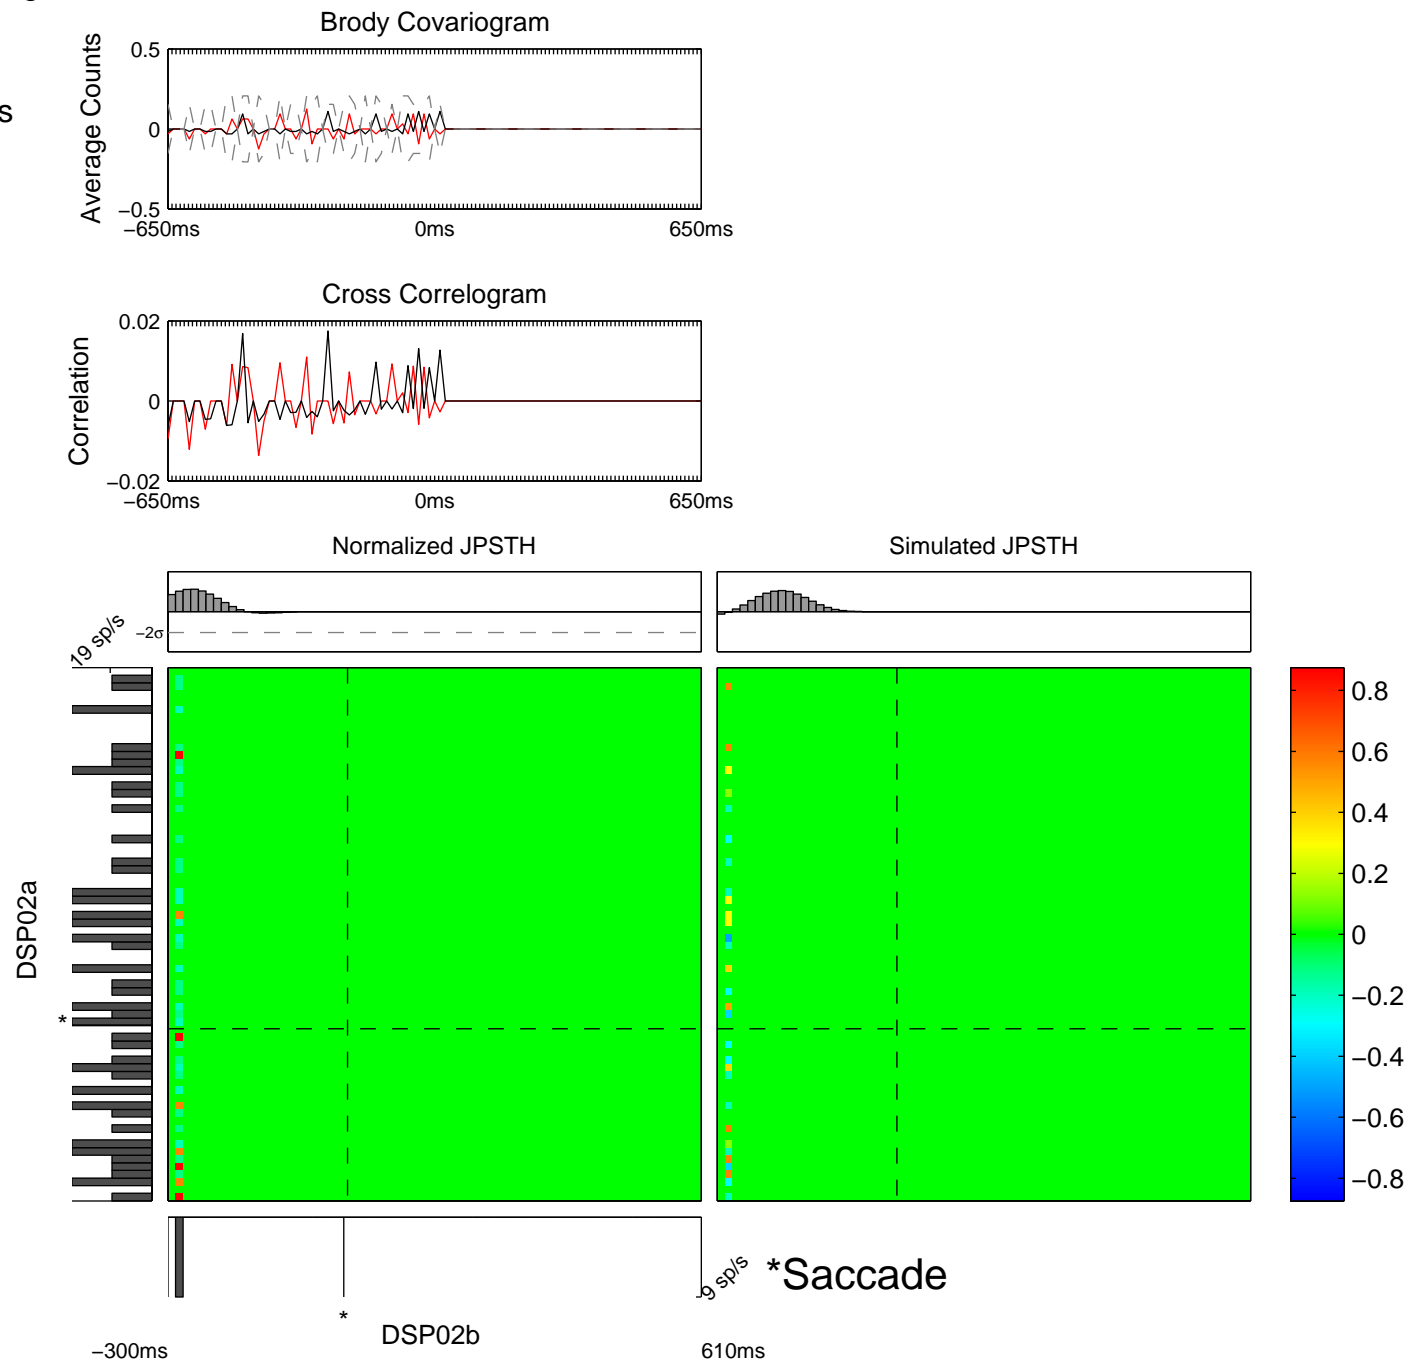 Brody Covariogram
Average Counts
0.5
0
−0.5
−650ms 0ms 650ms
s
Cross Correlogram
Correlation
0.02
0
−0.02
−650ms 0ms 650ms
Normalized JPSTH
Simulated JPSTH
19 sp/s
−2σ
DSP02a
*
0.8
0.6
0.4
0.2
0
−0.2
−0.4
−0.6
−0.8
9 sp/s
*Saccade
*
DSP02b
−300ms 610ms